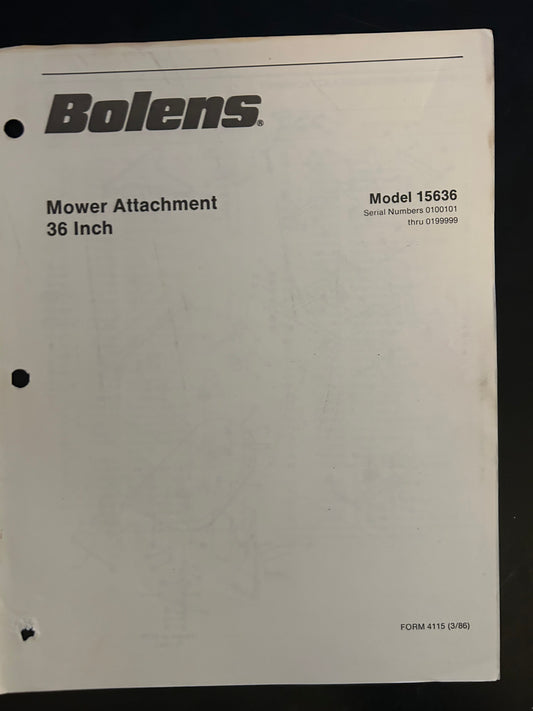 Bolens®
Mower Attachment
36 Inch
Model 15636
Serial Numbers 0100101
thru 0199999
FORM 4115 (3/86)